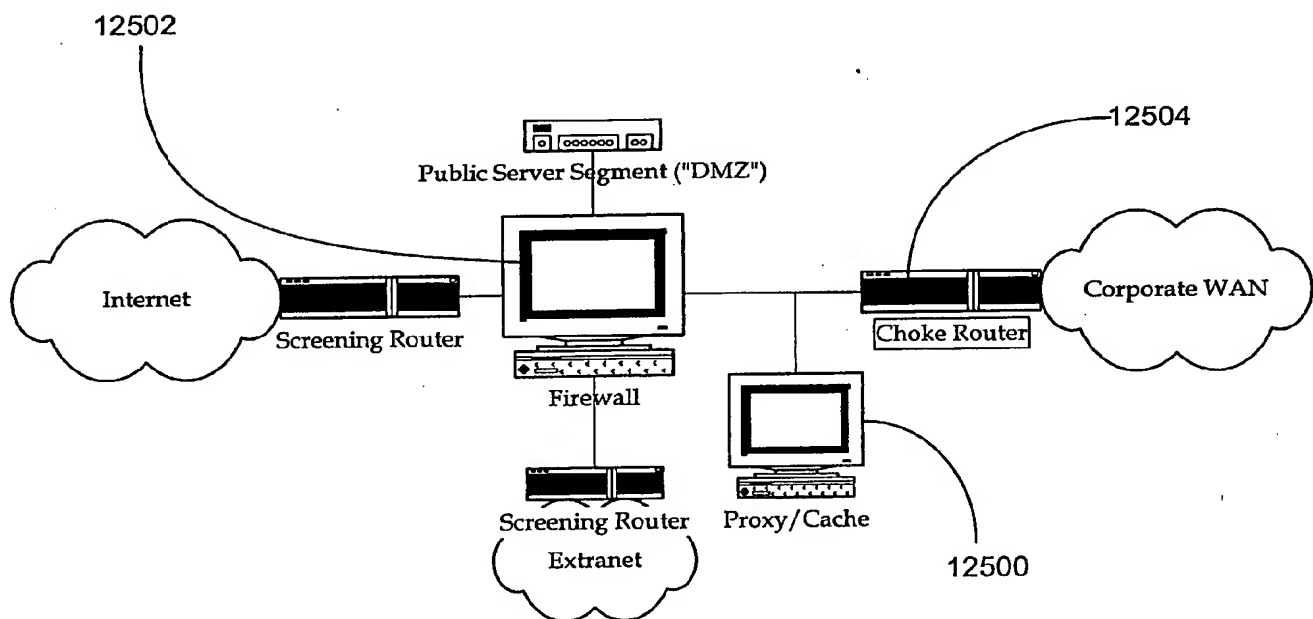 12502
12504
Public Server Segment ("DMZ")
Internet
Screening Router
Firewall
Choke Router
Corporate WAN
Proxy/Cache
Screening Router
Extranet
12500